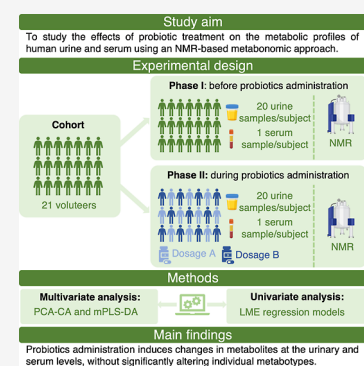 Study aim
To study the effects of probiotic treatment on the metabolic profiles of
human urine and serum using an NMR-based metabonomic approach.
Experimental design
Phase I: before probiotics administration
20 urine
samples/subject
1 serum
sample/subject
NMR
Cohort
21 voluteers
Phase II: during probiotics administration
20 urine
samples/subject
1 serum
sample/subject
NMR
Dosage A
Dosage B
Methods
Multivariate analysis:
PCA-CA and mPLS-DA
Univariate analysis:
LME regression models
Main findings
Probiotics administration induces changes in metabolites at the urinary and
serum levels, without significantly altering individual metabotypes.